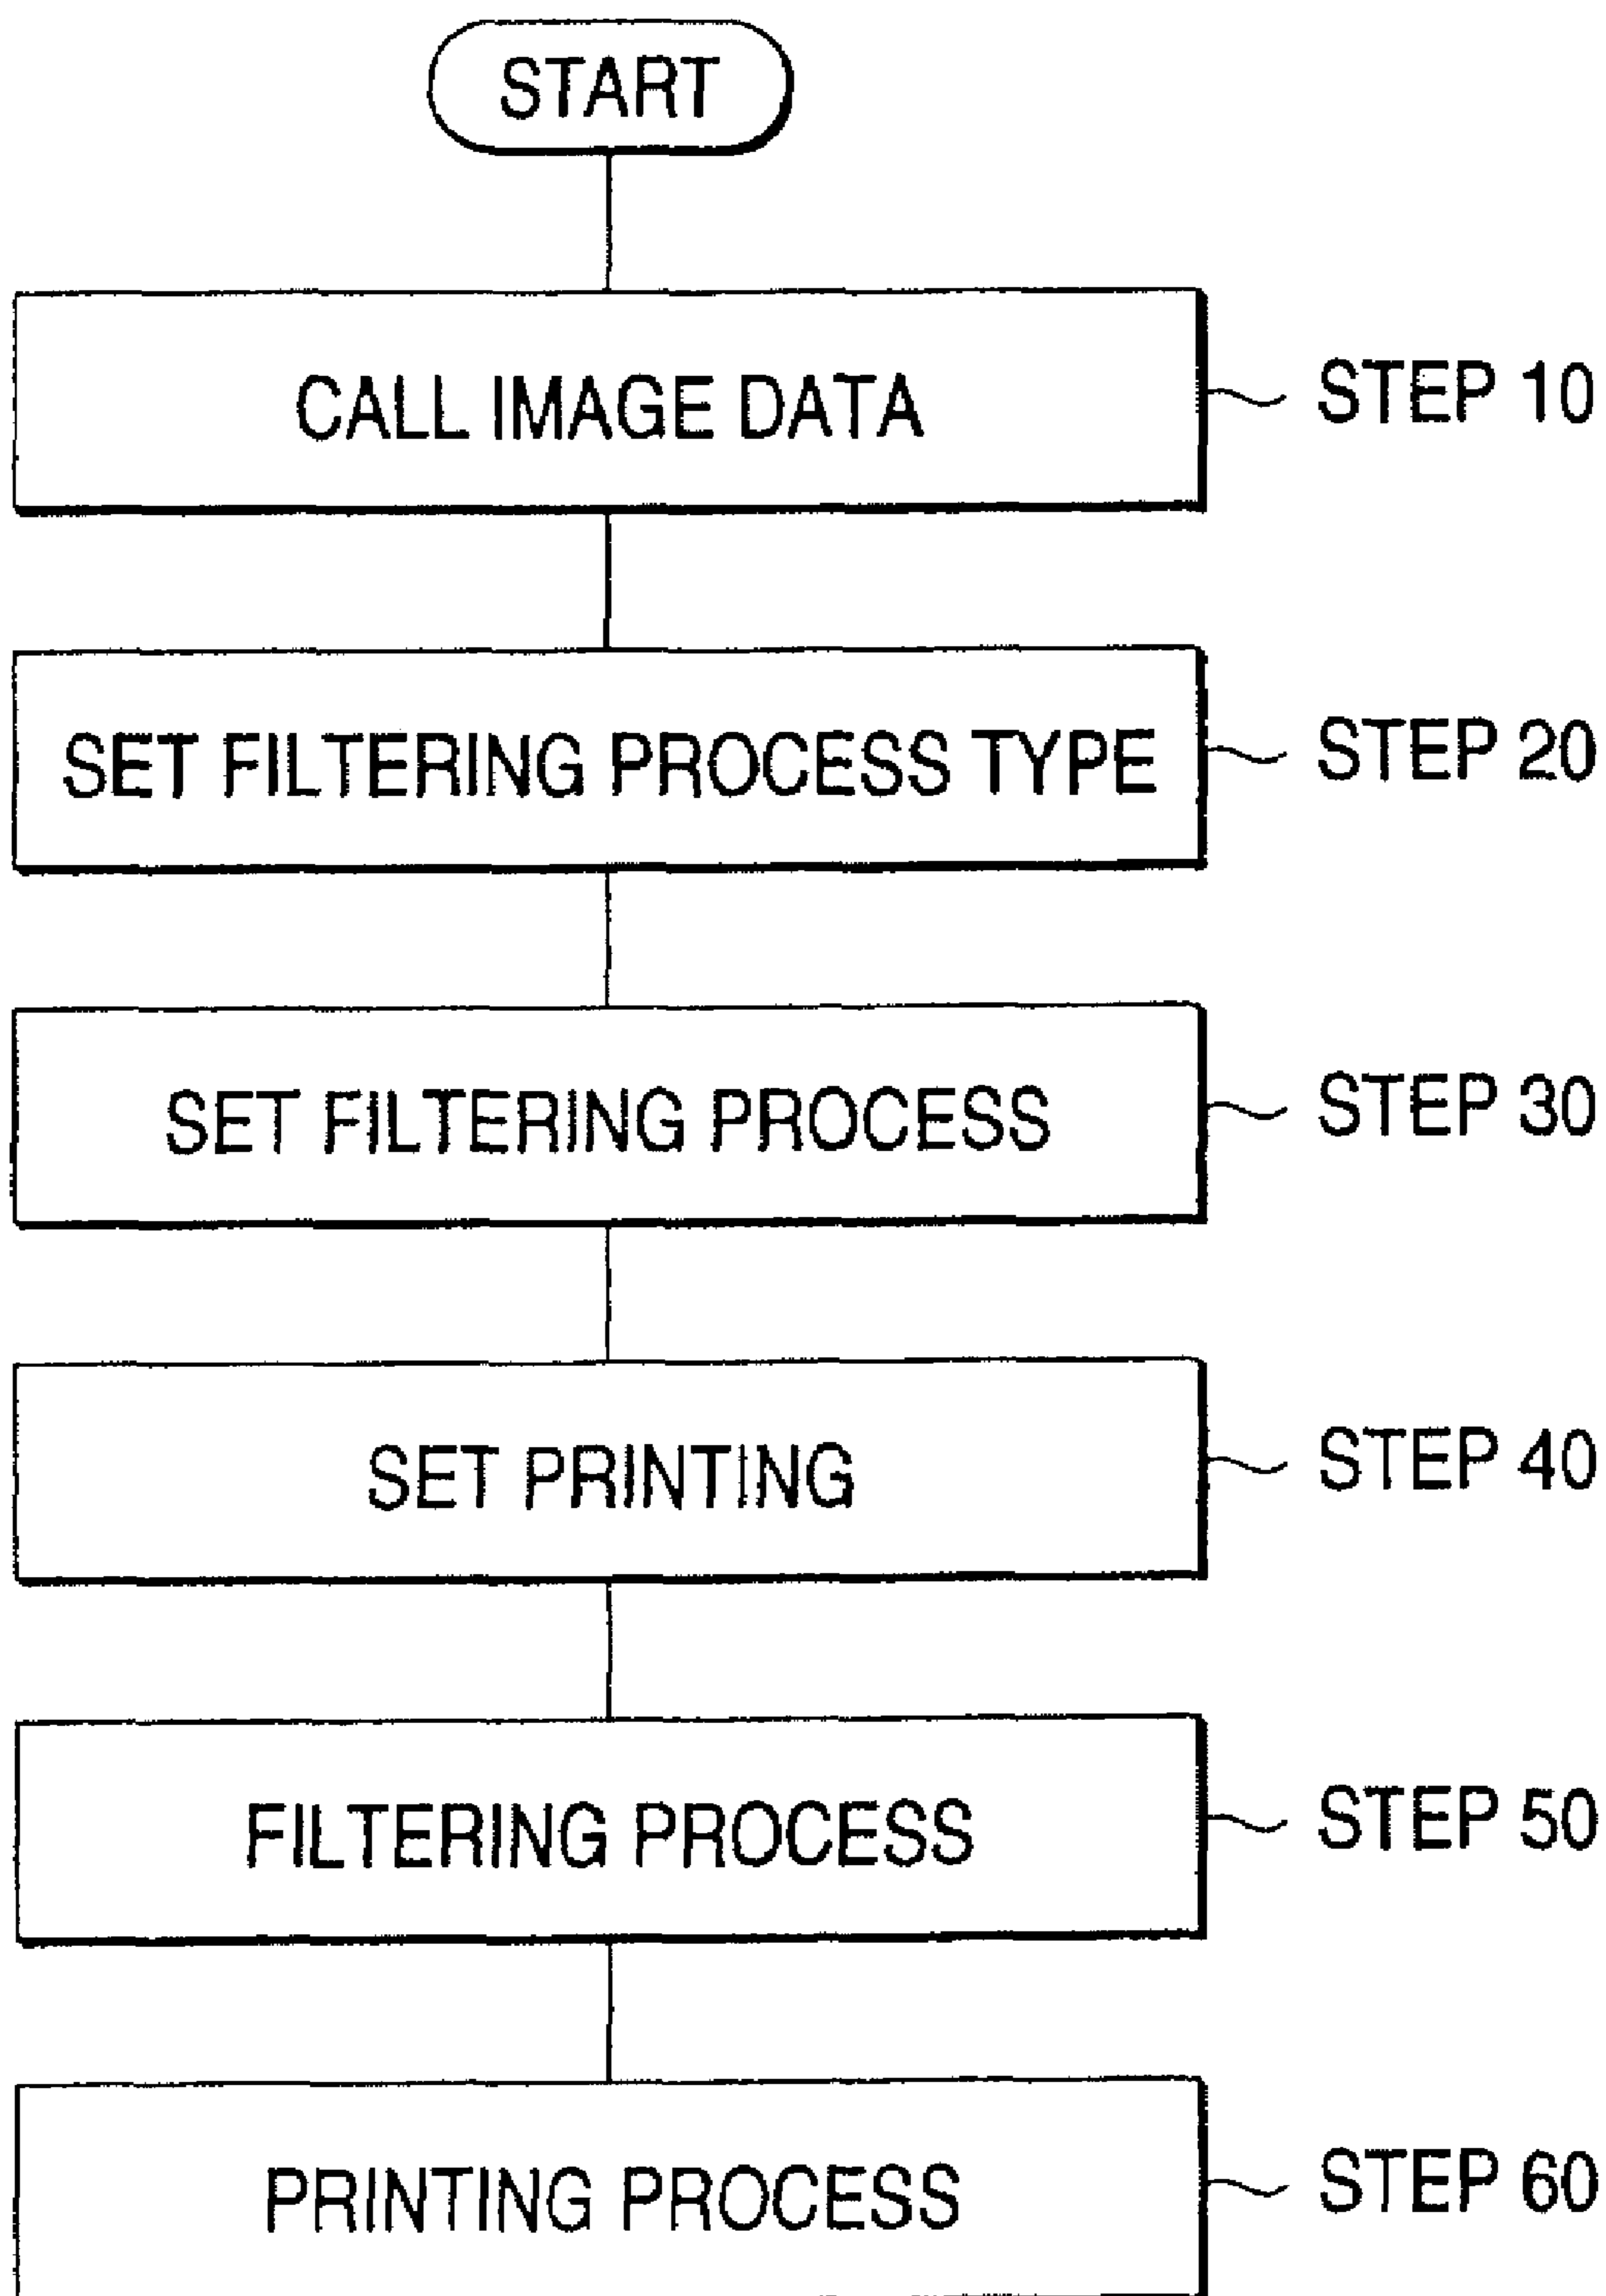 START
CALL IMAGE DATA
STEP 10
SET FILTERING PROCESS TYPE
STEP 20
SET FILTERING PROCESS
STEP 30
SET PRINTING
STEP 40
FILTERING PROCESS
STEP 50
PRINTING PROCESS
STEP 60